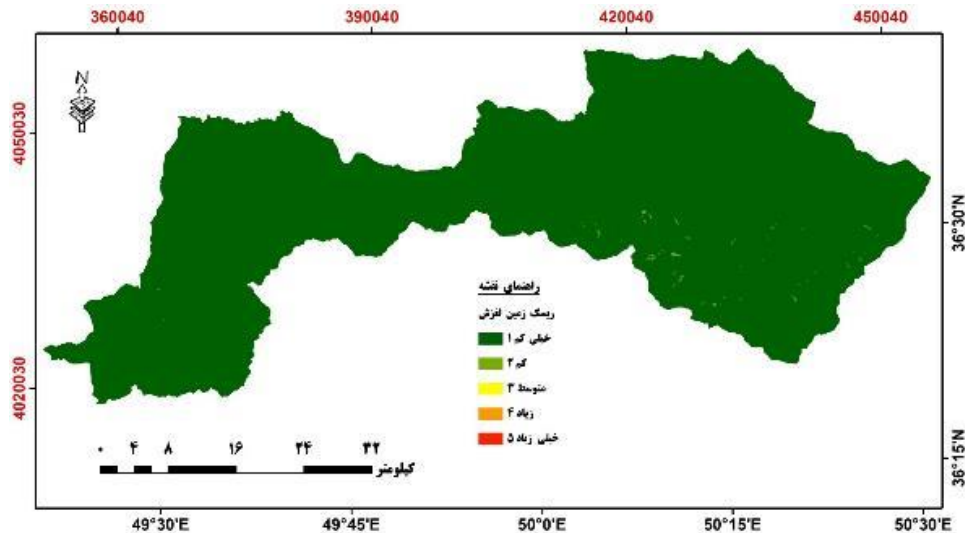 360040 390040 420040 450040
N
4050030
4020030
36°30'N
36°15'N
راهنمای نقشه
ریسک زمین لغزش
خیلی کم ۱
کم ۲
متوسط ۳
زیاد ۴
خیلی زیاد ۵
۰ ۴ ۸ ۱۶ ۲۴ ۳۲
کیلومتر
49°30'E 49°45'E 50°0'E 50°15'E 50°30'E